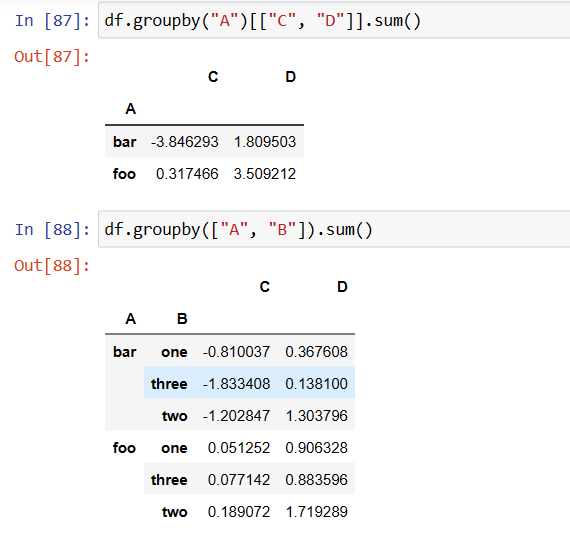 In [87]: df.groupby("A")[["C", "D"]].sum()
Out[87]:
C D
A
bar -3.846293 1.809503
foo 0.317466 3.509212
In [88]: df.groupby(["A", "B"]).sum()
Out[88]:
C D
A B
bar one -0.810037 0.367608
three -1.833408 0.138100
two -1.202847 1.303796
foo one 0.051252 0.906328
three 0.077142 0.883596
two 0.189072 1.719289